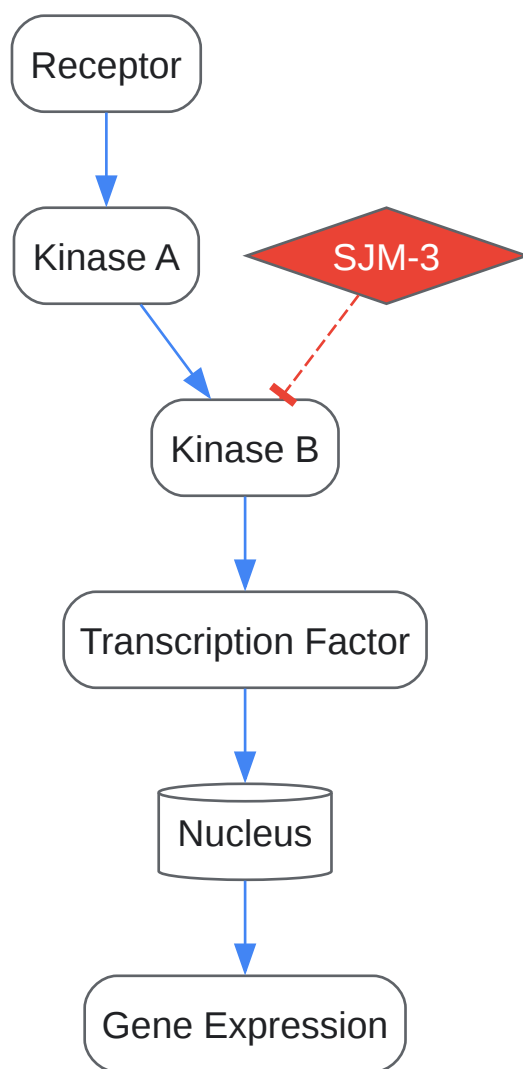 Receptor
Kinase A
SJM-3
Kinase B
Transcription Factor
Nucleus
Gene Expression